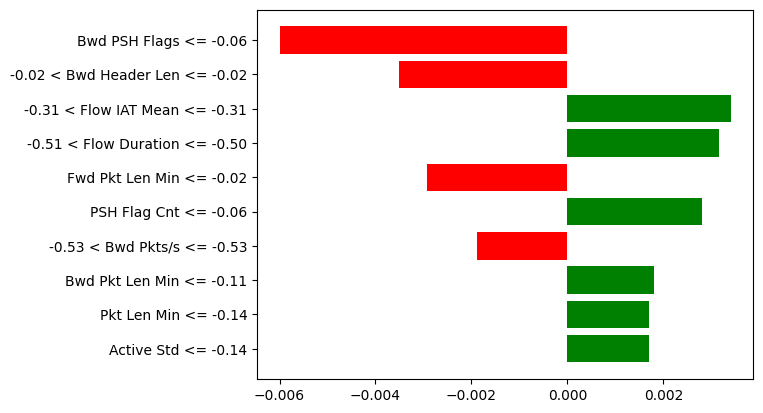 Bwd PSH Flags <= -0.06
-0.02 < Bwd Header Len <= -0.02
-0.31 < Flow IAT Mean <= -0.31
-0.51 < Flow Duration <= -0.50
Fwd Pkt Len Min <= -0.02
PSH Flag Cnt <= -0.06
-0.53 < Bwd Pkts/s <= -0.53
Bwd Pkt Len Min <= -0.11
Pkt Len Min <= -0.14
Active Std <= -0.14
−0.006 −0.004 −0.002 0.000 0.002